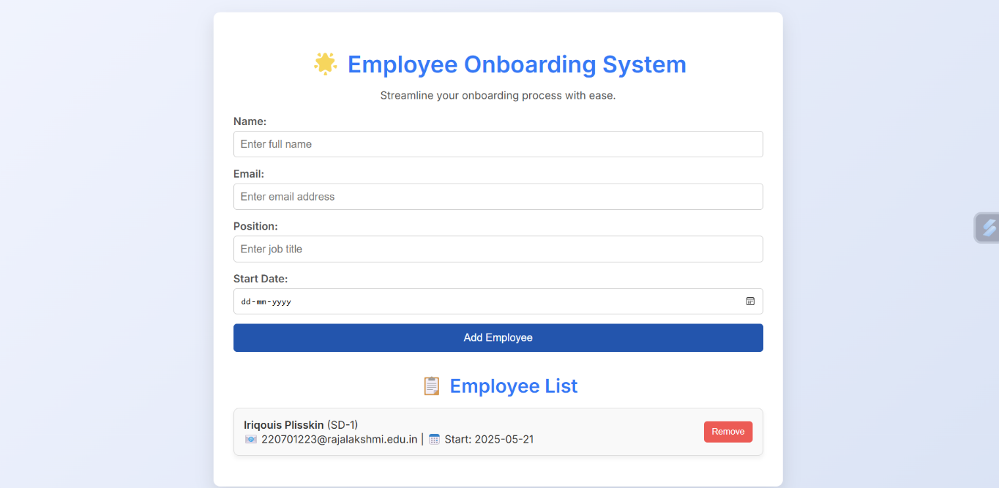 Employee Onboarding System
Streamline your onboarding process with ease.
Name:
Enter full name
Email:
Enter email address
Position:
Enter job title
Start Date:
dd-mm-yyyy
Add Employee
Employee List
Iriqouis Plisskin (SD-1)
220701223@rajalakshmi.edu.in | Start: 2025-05-21
Remove